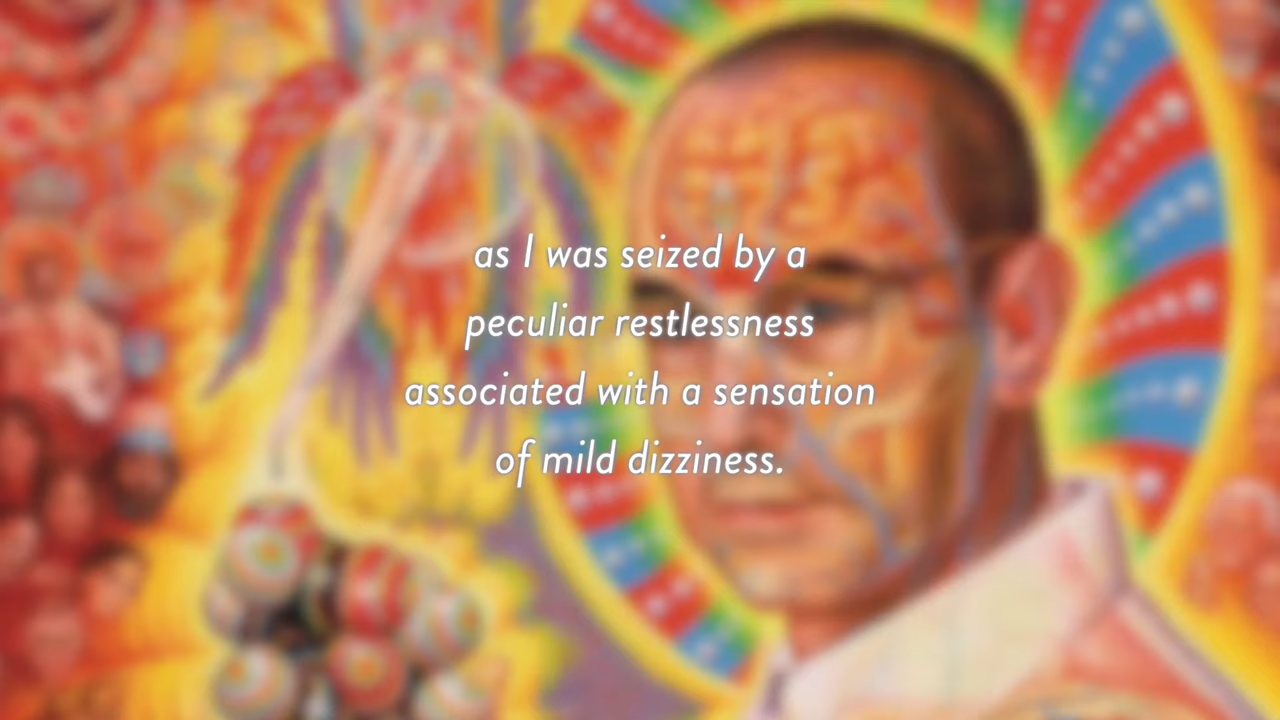 as I was seized by a
peculiar restlessness
associated with a sensation
of mild dizziness.